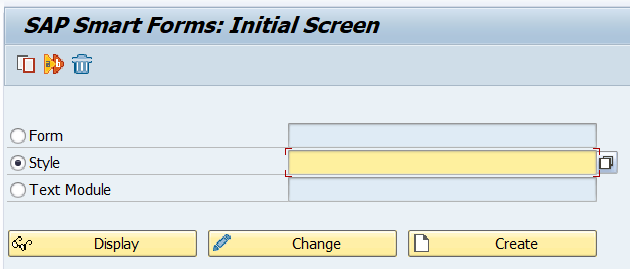 SAP Smart Forms: Initial Screen
Form
Style
Text Module
Display Change Create